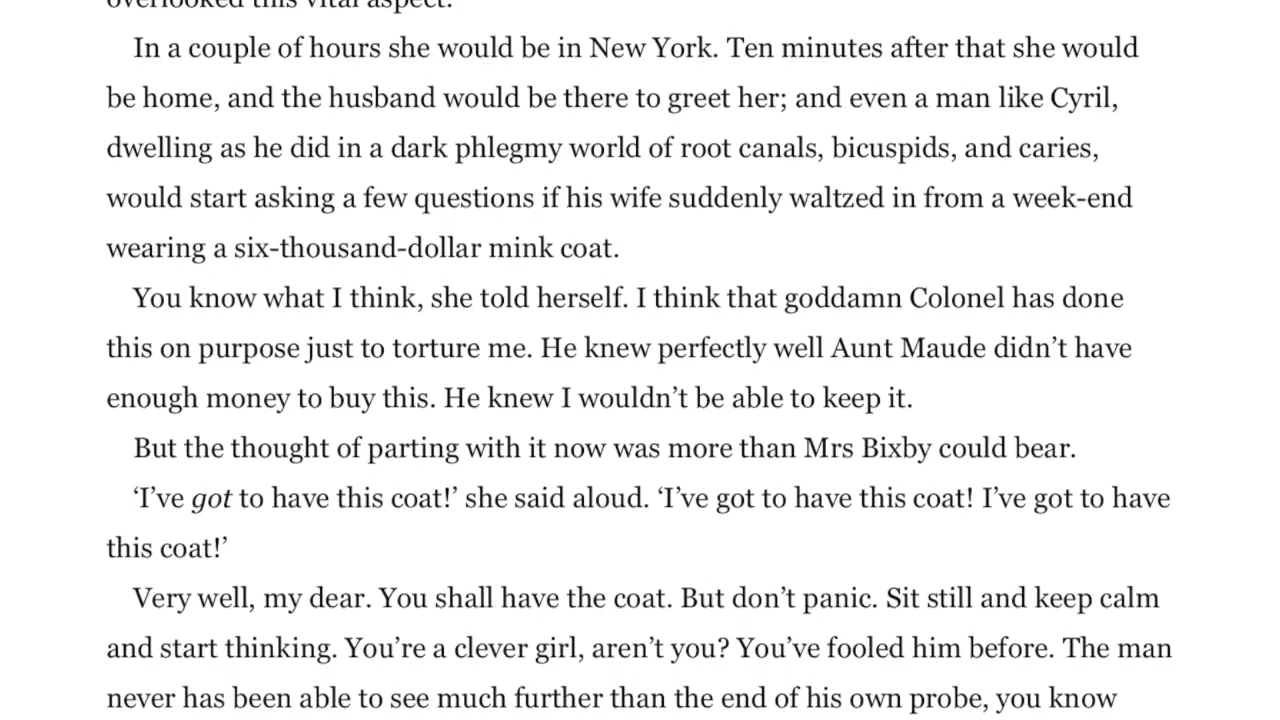 overlooked this vital aspect.
In a couple of hours she would be in New York. Ten minutes after that she would
be home, and the husband would be there to greet her; and even a man like Cyril,
dwelling as he did in a dark phlegmy world of root canals, bicuspids, and caries,
would start asking a few questions if his wife suddenly waltzed in from a week-end
wearing a six-thousand-dollar mink coat.
You know what I think, she told herself. I think that goddamn Colonel has done
this on purpose just to torture me. He knew perfectly well Aunt Maude didn’t have
enough money to buy this. He knew I wouldn’t be able to keep it.
But the thought of parting with it now was more than Mrs Bixby could bear.
‘I’ve got to have this coat!’ she said aloud. ‘I’ve got to have this coat! I’ve got to have
this coat!’
Very well, my dear. You shall have the coat. But don’t panic. Sit still and keep calm
and start thinking. You’re a clever girl, aren’t you? You’ve fooled him before. The man
never has been able to see much further than the end of his own probe, you know